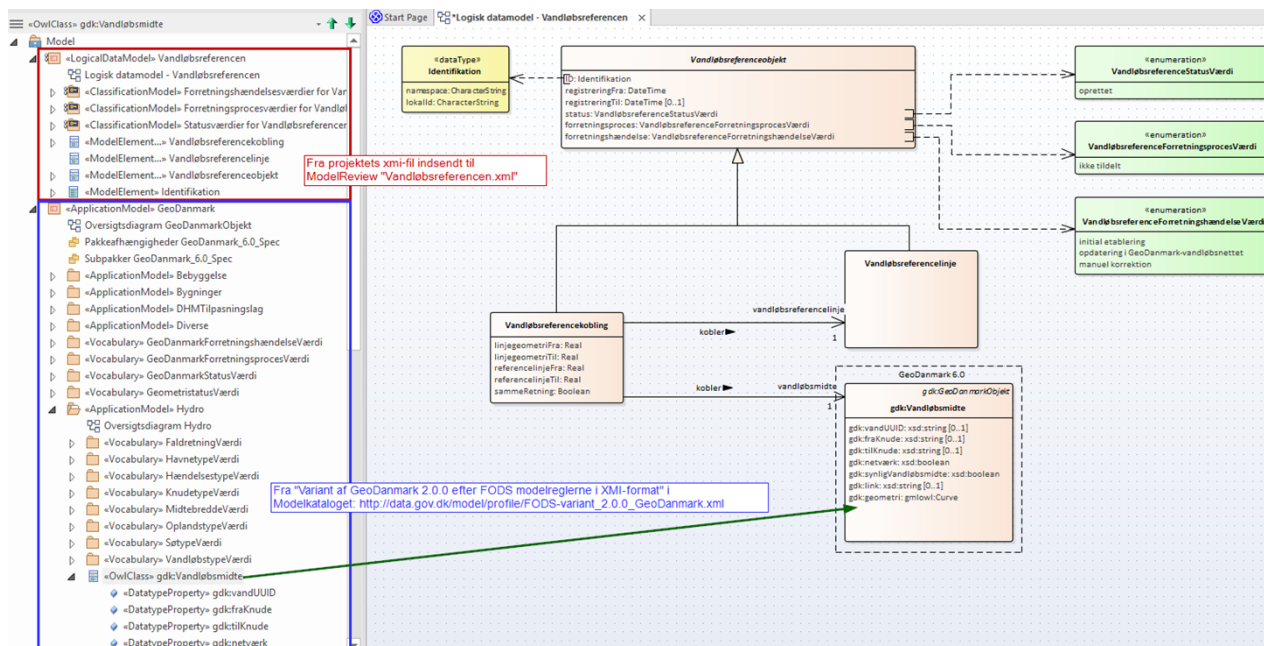 «OwlClass» gdk:Vandløbsmidte
Model
«LogicalDataModel» Vandløbsreferencen
Logisk datamodel - Vandløbsreferencen
«ClassificationModel» Forretningshændelsesværdier for Vandl
«ClassificationModel» Forretningsprocesværdier for Vandløl
«ClassificationModel» Statusværdier for Vandløbsreferencer
«ModelElement...» Vandløbsreferencekobling
«ModelElement...» Vandløbsreferencelinje
«ModelElement...» Vandløbsreferenceobjekt
«ModelElement» Identifikation
«ApplicationModel» GeoDanmark
Oversigtsdiagram GeoDanmarkObjekt
Pakkeafhængigheder GeoDanmark_6.0_Spec
Subpakker GeoDanmark_6.0_Spec
«ApplicationModel» Bebyggelse
«ApplicationModel» Bygninger
«ApplicationModel» DHMTilpasningslag
«ApplicationModel» Diverse
«Vocabulary» GeoDanmarkForretningshændelseVærdi
«Vocabulary» GeoDanmarkForretningsprocesVærdi
«Vocabulary» GeoDanmarkStatusVærdi
«Vocabulary» GeometristatusVærdi
«ApplicationModel» Hydro
Oversigtsdiagram Hydro
«Vocabulary» FaldretningVærdi
«Vocabulary» HavnetypeVærdi
«Vocabulary» HændelsestypeVærdi
«Vocabulary» KnudetypeVærdi
«Vocabulary» MidtebreddeVærdi
«Vocabulary» OplandstypeVærdi
«Vocabulary» SøtypeVærdi
«Vocabulary» VandløbstypeVærdi
«OwlClass» gdk:Vandløbsmidte
«DatatypeProperty» gdk:vandUUID
«DatatypeProperty» gdk:fraKnude
«DatatypeProperty» gdk:tilKnude
«DatatypeProperty» gdk:netværk
Fra projektets xmi-fil indsendt til
ModelReview "Vandløbsreferencen.xml"
Fra "Variant af GeoDanmark 2.0.0 efter FODS modelreglerne i XMI-format" i
Modelkataloget: http://data.gov.dk/model/profile/FODS-variant_2.0.0_GeoDanmark.xml
Start Page
*Logisk datamodel - Vandløbsreferencen ×
«dataType»
Identifikation
namespace: CharacterString
lokalId: CharacterString
Vandløbsreferenceobjekt
ID: Identifikation
registreringFra: DateTime
registreringTil: DateTime [0..1]
status: VandløbsreferenceStatusVærdi
forretningsproces: VandløbsreferenceForretningsprocesVærdi
forretningshændelse: VandløbsreferenceForretningshændelseVærdi
«enumeration»
VandløbsreferenceStatusVærdi
oprettet
«enumeration»
VandløbsreferenceForretningsprocesVærdi
ikke tildelt
«enumeration»
VandløbsreferenceForretningshændelseVærdi
initial etablering
opdatering i GeoDanmark-vandløbsnettet
manuel korrektion
Vandløbsreferencelinje
vandløbsreferencelinje
kobler
1
Vandløbsreferencekobling
linjegeometriFra: Real
linjegeometriTil: Real
referencelinjeFra: Real
referencelinjeTil: Real
sammeRetning: Boolean
kobler
vandløbsmidte
1
GeoDanmark 6.0
gdk:GeoDanmarkObjekt
gdk:Vandløbsmidte
gdk:vandUUID: xsd:string [0..1]
gdk:fraKnude: xsd:string [0..1]
gdk:tilKnude: xsd:string [0..1]
gdk:netværk: xsd:boolean
gdk:synligVandløbsmidte: xsd:boolean
gdk:link: xsd:string [0..1]
gdk:geometri: gmlowl:Curve